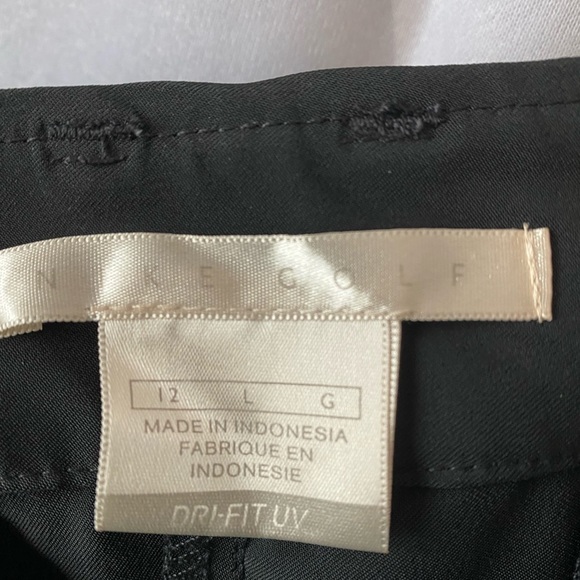 NIKE GOLF
12 L G
MADE IN INDONESIA
FABRIQUE EN
INDONESIE
DRI-FIT UV